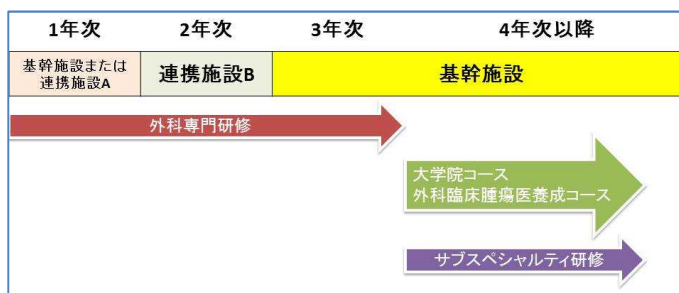 1年次 2年次 3年次 4年次以降
基幹施設または
連携施設A
連携施設B
基幹施設
外科専門研修
大学院コース
外科臨床腫瘍医養成コース
サブスペシャルティ研修